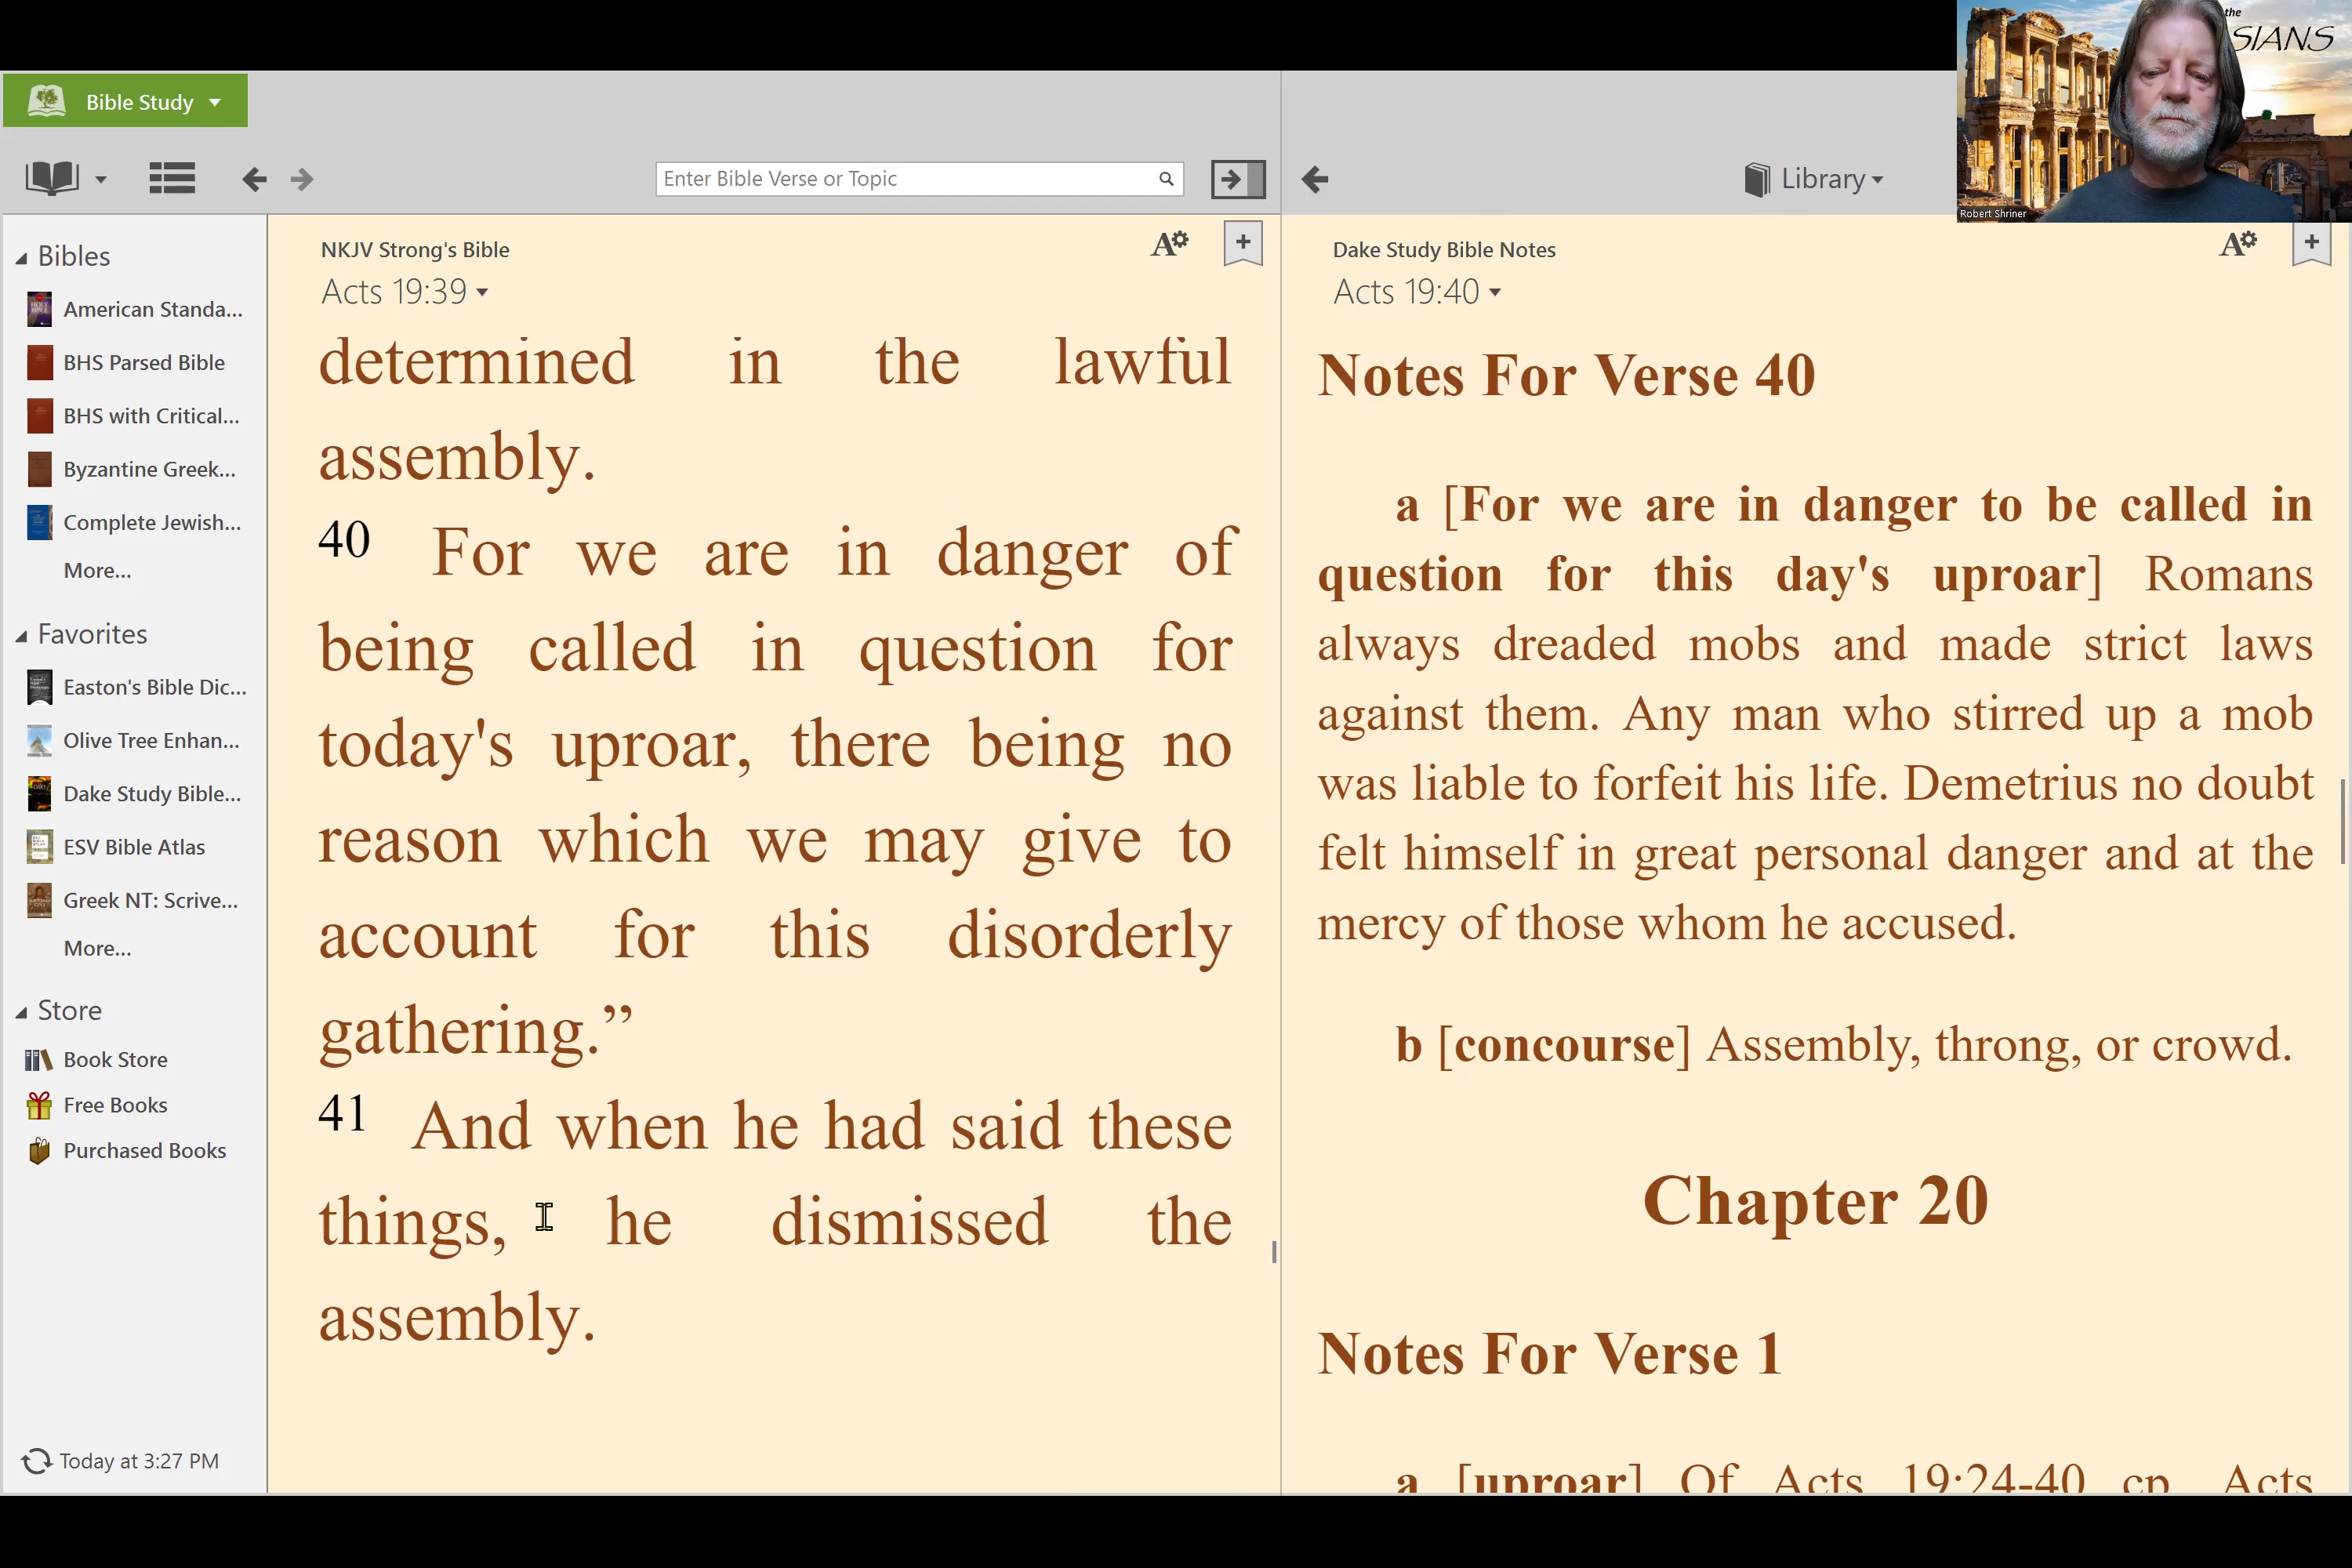 the
SIANS
Robert Shriner
Bible Study
Enter Bible Verse or Topic
Library
Bibles
American Standa...
BHS Parsed Bible
BHS with Critical...
Byzantine Greek...
Complete Jewish...
More...
Favorites
Easton's Bible Dic...
Olive Tree Enhan...
Dake Study Bible...
ESV Bible Atlas
Greek NT: Scrive...
More...
Store
Book Store
Free Books
Purchased Books
Today at 3:27 PM
NKJV Strong's Bible
Acts 19:39
determined in the lawful
assembly.
40 For we are in danger of
being called in question for
today's uproar, there being no
reason which we may give to
account for this disorderly
gathering.”
41 And when he had said these
things, he dismissed the
assembly.
Dake Study Bible Notes
Acts 19:40
Notes For Verse 40
a [For we are in danger to be called in
question for this day's uproar] Romans
always dreaded mobs and made strict laws
against them. Any man who stirred up a mob
was liable to forfeit his life. Demetrius no doubt
felt himself in great personal danger and at the
mercy of those whom he accused.
b [concourse] Assembly, throng, or crowd.
Chapter 20
Notes For Verse 1
a [uproar] Of Acts 19:24-40 cp. Acts